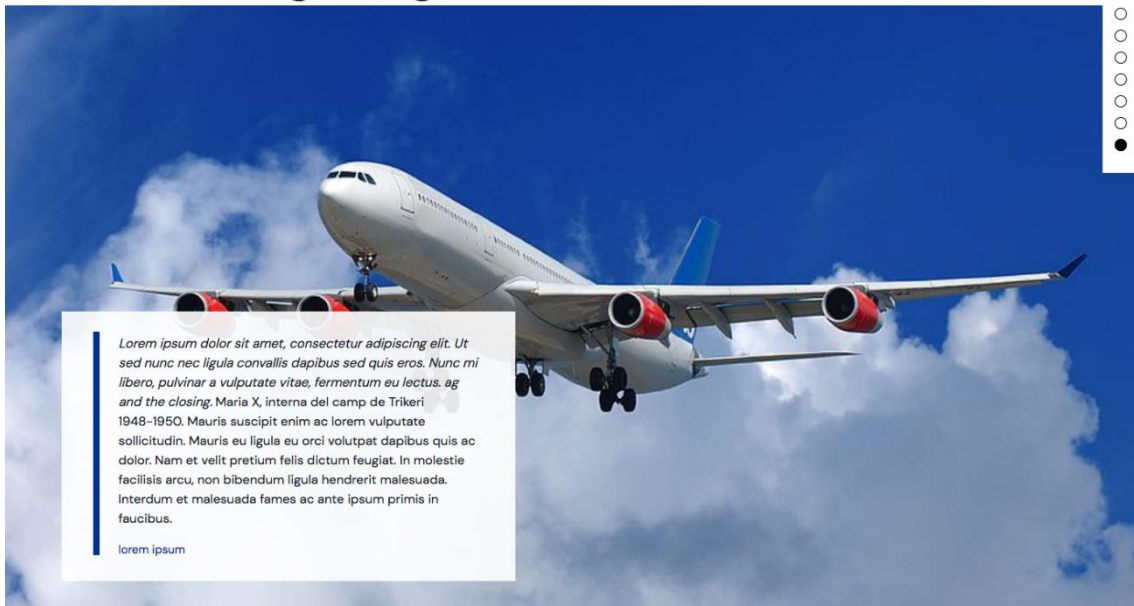 Lorem ipsum dolor sit amet, consectetur adipiscing elit. Ut
sed nunc nec ligula convallis dapibus sed quis eros. Nunc mi
libero, pulvinar a vulputate vitae, fermentum eu lectus. ag
and the closing. Maria X, interna del camp de Trikeri
1948-1950. Mauris suscipit enim ac lorem vulputate
sollicitudin. Mauris eu ligula eu orci volutpat dapibus quis ac
dolor. Nam et velit pretium felis dictum feugiat. In molestie
facilisis arcu, non bibendum ligula hendrerit malesuada.
Interdum et malesuada fames ac ante ipsum primis in
faucibus.
lorem ipsum